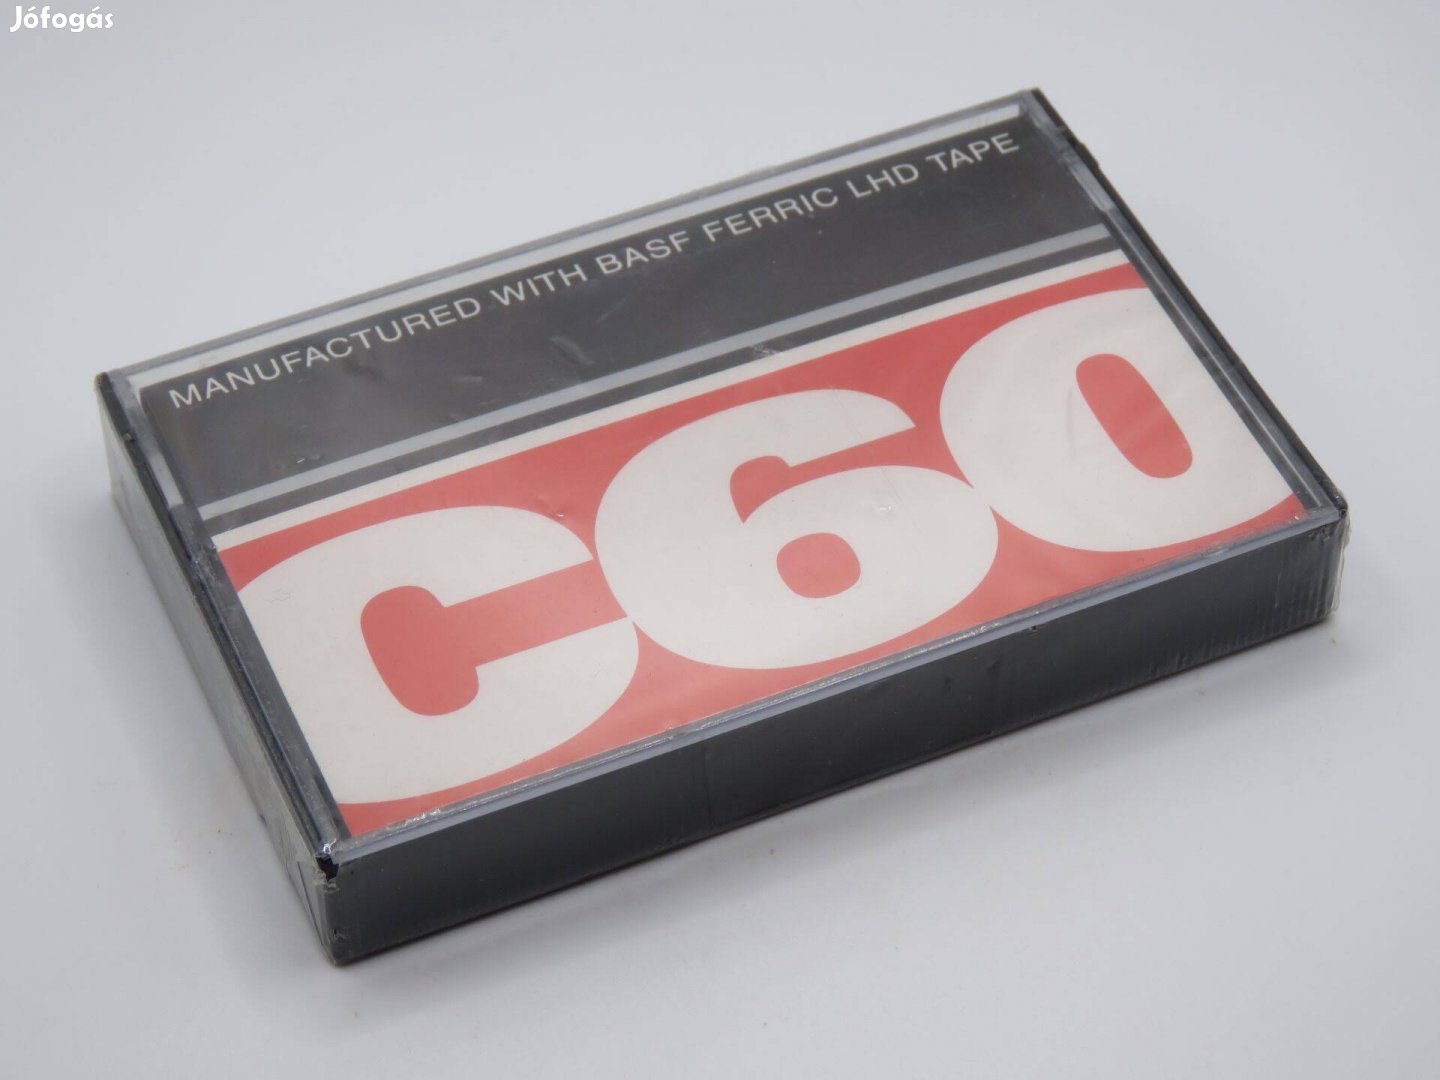 Jófogás
MANUFACTURED WITH BASF FERRIC LHD TAPE
C60